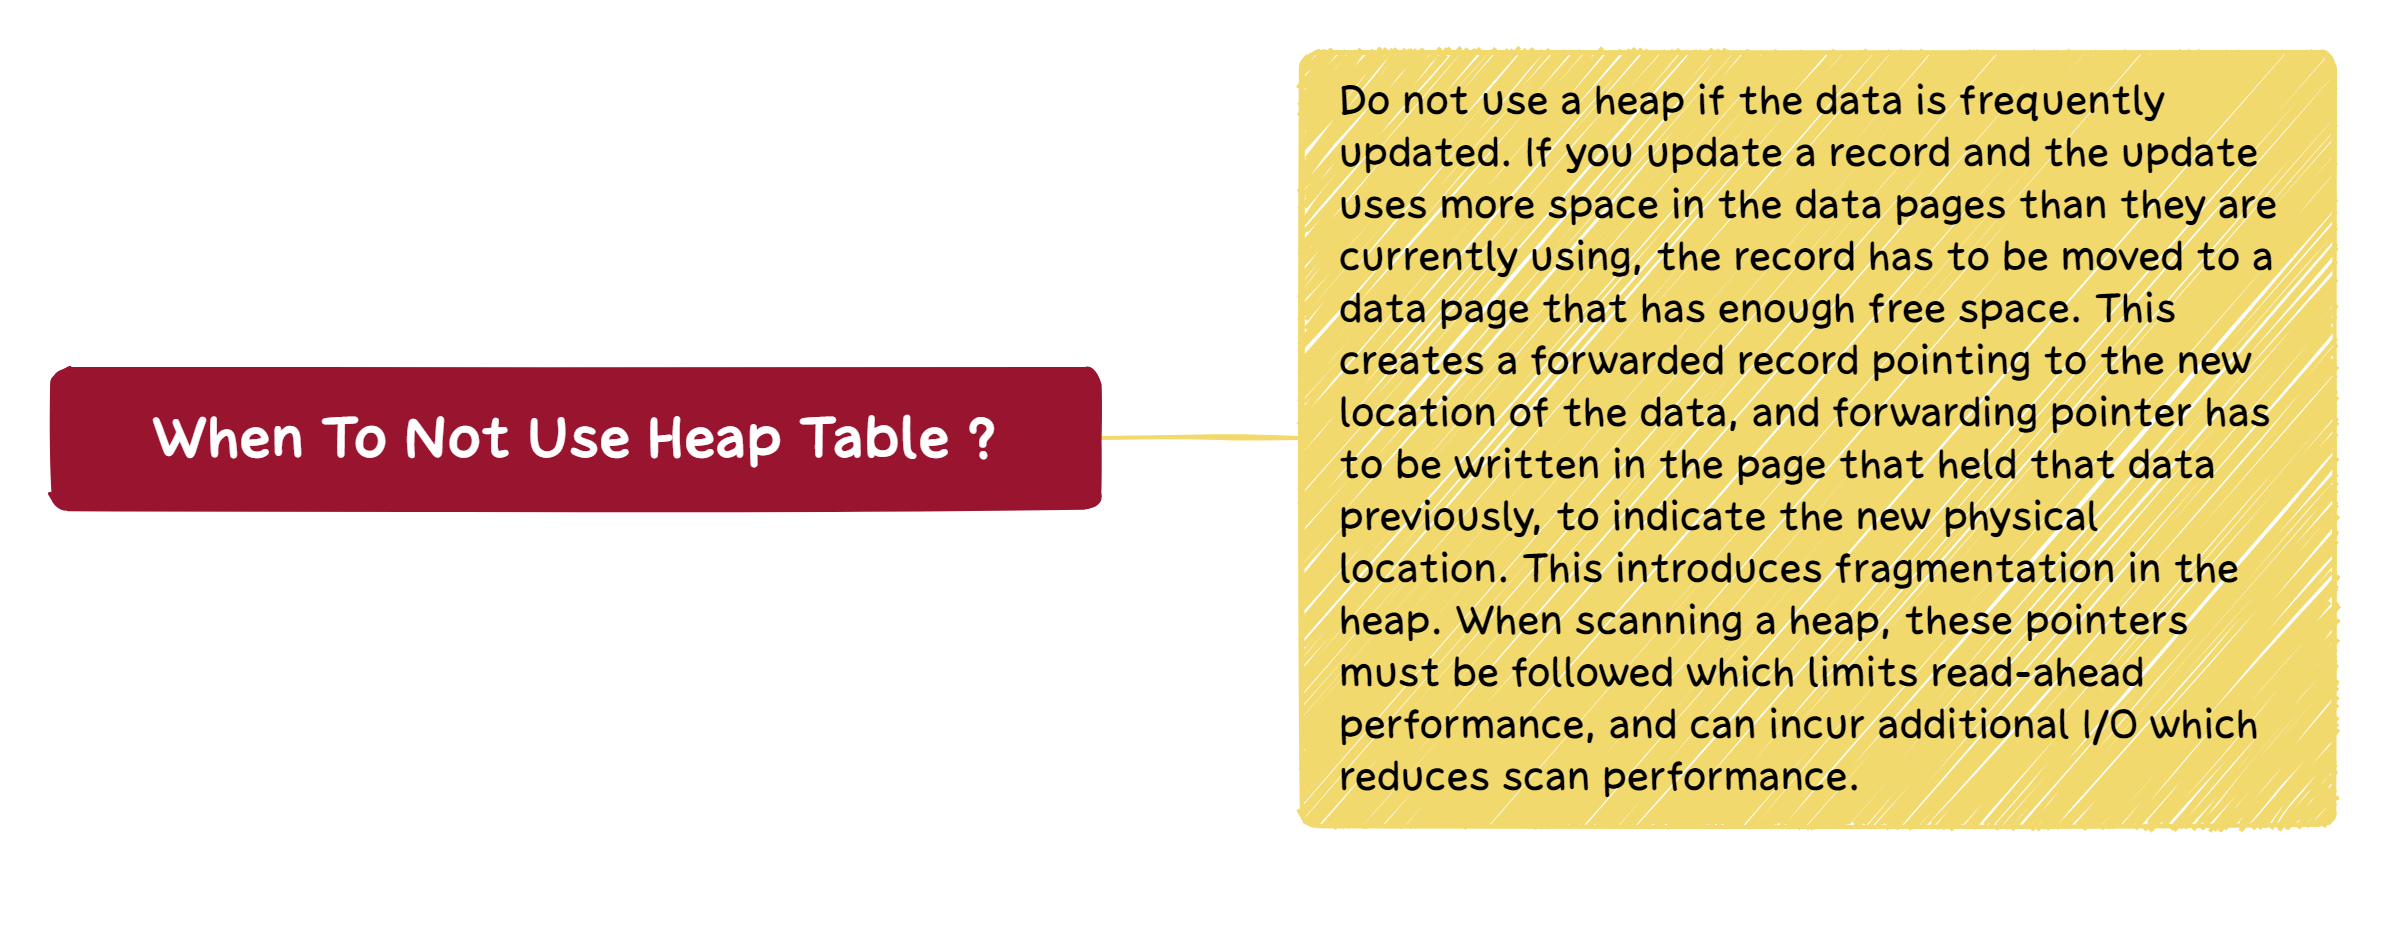 When To Not Use Heap Table ?
Do not use a heap if the data is frequently
updated. If you update a record and the update
uses more space in the data pages than they are
currently using, the record has to be moved to a
data page that has enough free space. This
creates a forwarded record pointing to the new
location of the data, and forwarding pointer has
to be written in the page that held that data
previously, to indicate the new physical
location. This introduces fragmentation in the
heap. When scanning a heap, these pointers
must be followed which limits read-ahead
performance, and can incur additional I/O which
reduces scan performance.